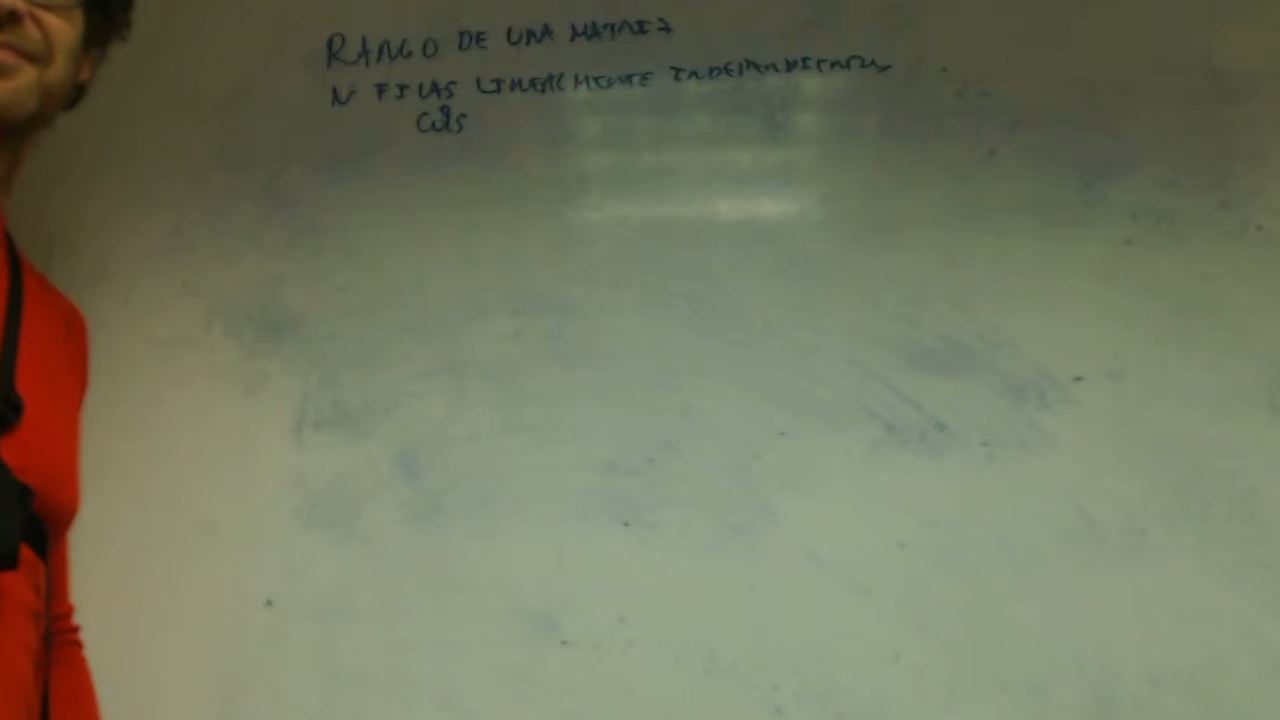 RANGO DE UNA MATRIZ
Nº FILAS LINEALMENTE INDEPENDIENTES
COLS